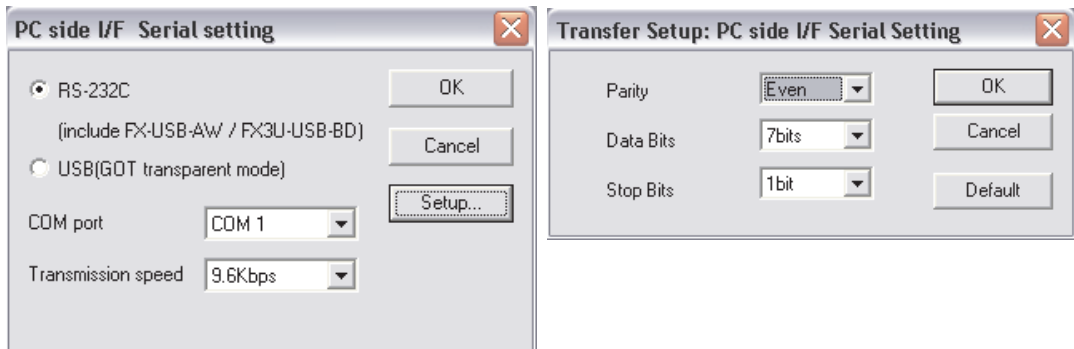 PC side I/F Serial setting
RS-232C
OK
(include FX-USB-AW / FX3U-USB-BD)
Cancel
USB(GOT transparent mode)
Setup...
COM port
COM 1
Transmission speed
9.6Kbps
Transfer Setup: PC side I/F Serial Setting
Parity
Even
OK
Data Bits
7bits
Cancel
Stop Bits
1bit
Default